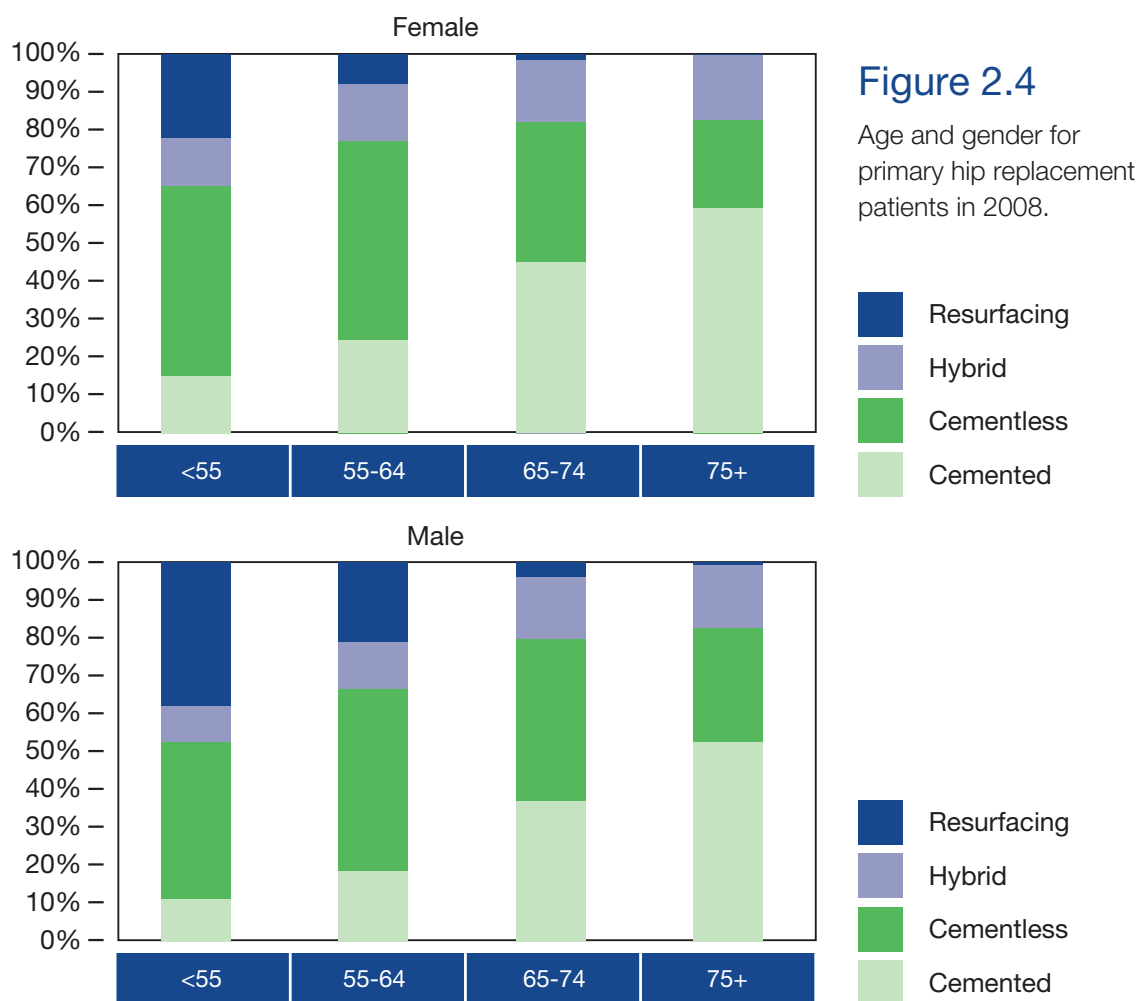 Female
100%
90%
80%
70%
60%
50%
40%
30%
20%
10%
0%
<55 55-64 65-74 75+
Figure 2.4
Age and gender for
primary hip replacement
patients in 2008.
Resurfacing
Hybrid
Cementless
Cemented
Male
100%
90%
80%
70%
60%
50%
40%
30%
20%
10%
0%
<55 55-64 65-74 75+
Resurfacing
Hybrid
Cementless
Cemented